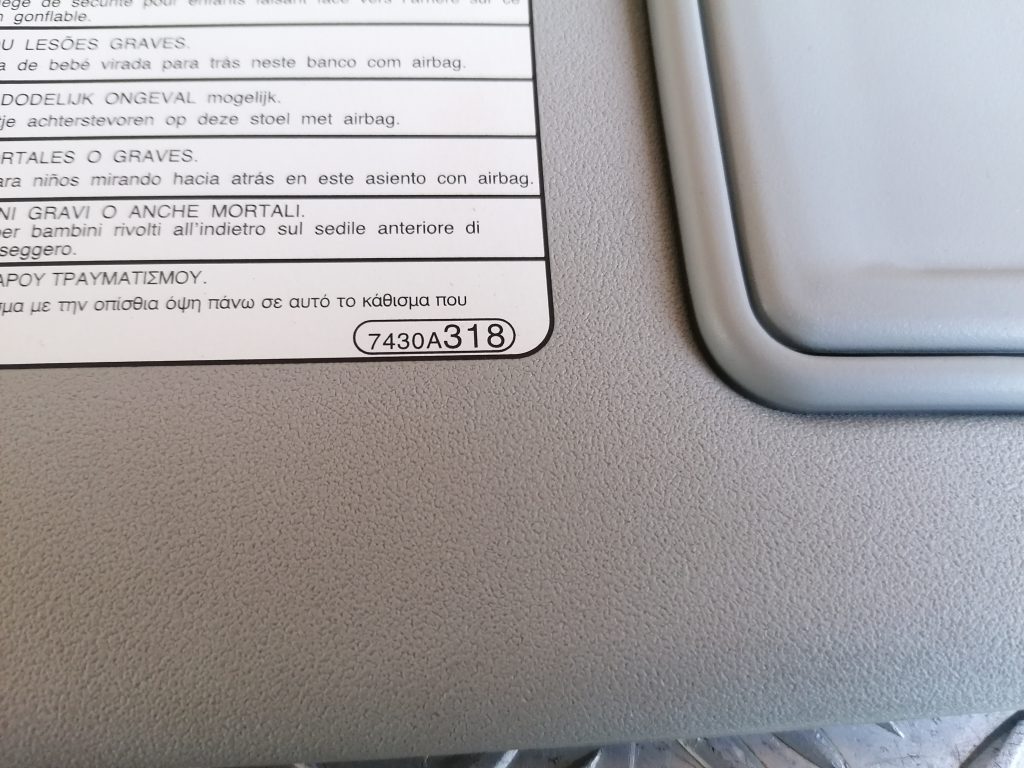 siège de sécurité pour enfants faisant face vers l'arrière sur ce
gonflable.
U LESÕES GRAVES.
a de bebé virada para trás neste banco com airbag.
DODELIJK ONGEVAL mogelijk.
tje achterstevoren op deze stoel met airbag.
RTALES O GRAVES.
ara niños mirando hacia atrás en este asiento con airbag.
NI GRAVI O ANCHE MORTALI.
er bambini rivolti all'indietro sul sedile anteriore di
seggero.
ΑΡΟΥ ΤΡΑΥΜΑΤΙΣΜΟΥ.
μα με την οπίσθια όψη πάνω σε αυτό το κάθισμα που
7430A318